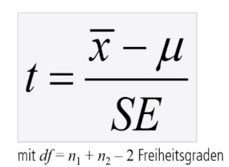 t = (x̅ − μ) / SE
mit df = n₁ + n₂ − 2 Freiheitsgraden